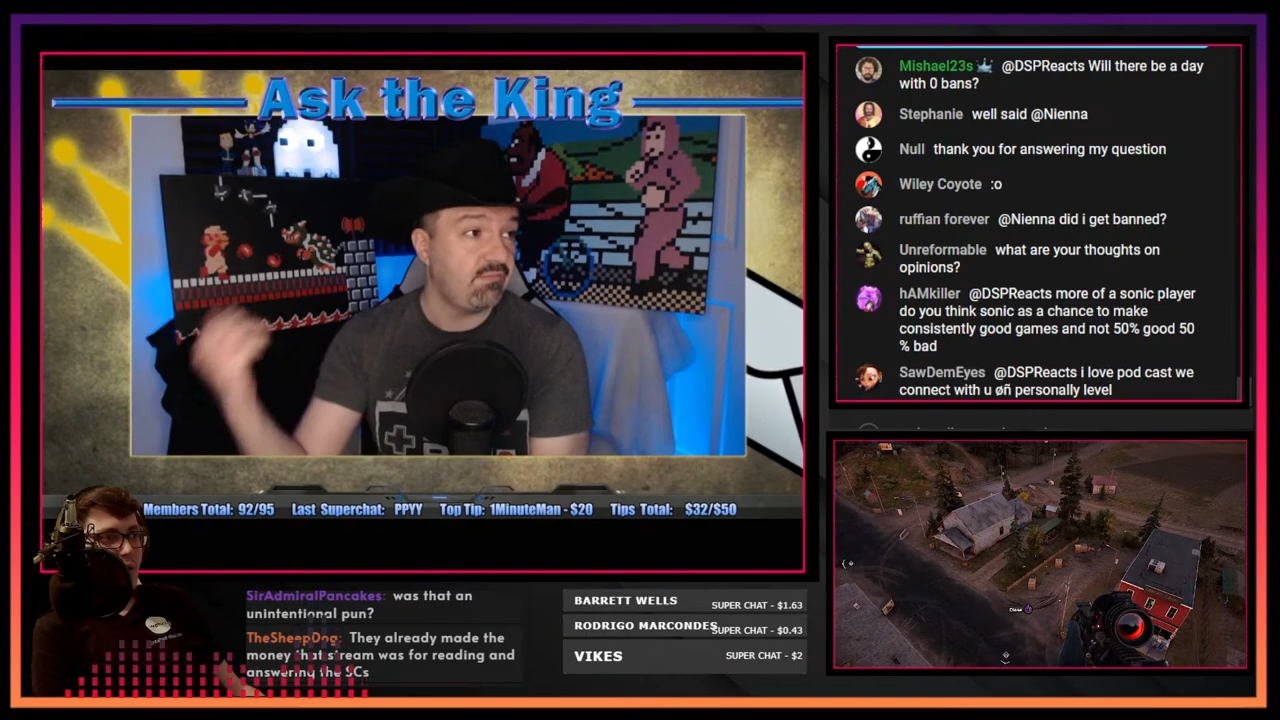 Ask the King
Members Total: 92/95 Last Superchat: PPYY Top Tip: 1MinuteMan - $20 Tips Total: $32/$50
Mishael23s @DSPReacts Will there be a day
with 0 bans?
Stephanie well said @Nienna
Null thank you for answering my question
Wiley Coyote :o
ruffian forever @Nienna did i get banned?
Unreformable what are your thoughts on
opinions?
hAMkiller @DSPReacts more of a sonic player
do you think sonic as a chance to make
consistently good games and not 50% good 50
% bad
SawDemEyes @DSPReacts i love pod cast we
connect with u øñ personally level
SirAdmiralPancakes: was that an
unintentional pun?
TheSheepDog: They already made the
money that stream was for reading and
answering the SCs
BARRETT WELLS SUPER CHAT - $1.63
RODRIGO MARCONDES SUPER CHAT - $0.43
VIKES SUPER CHAT - $2